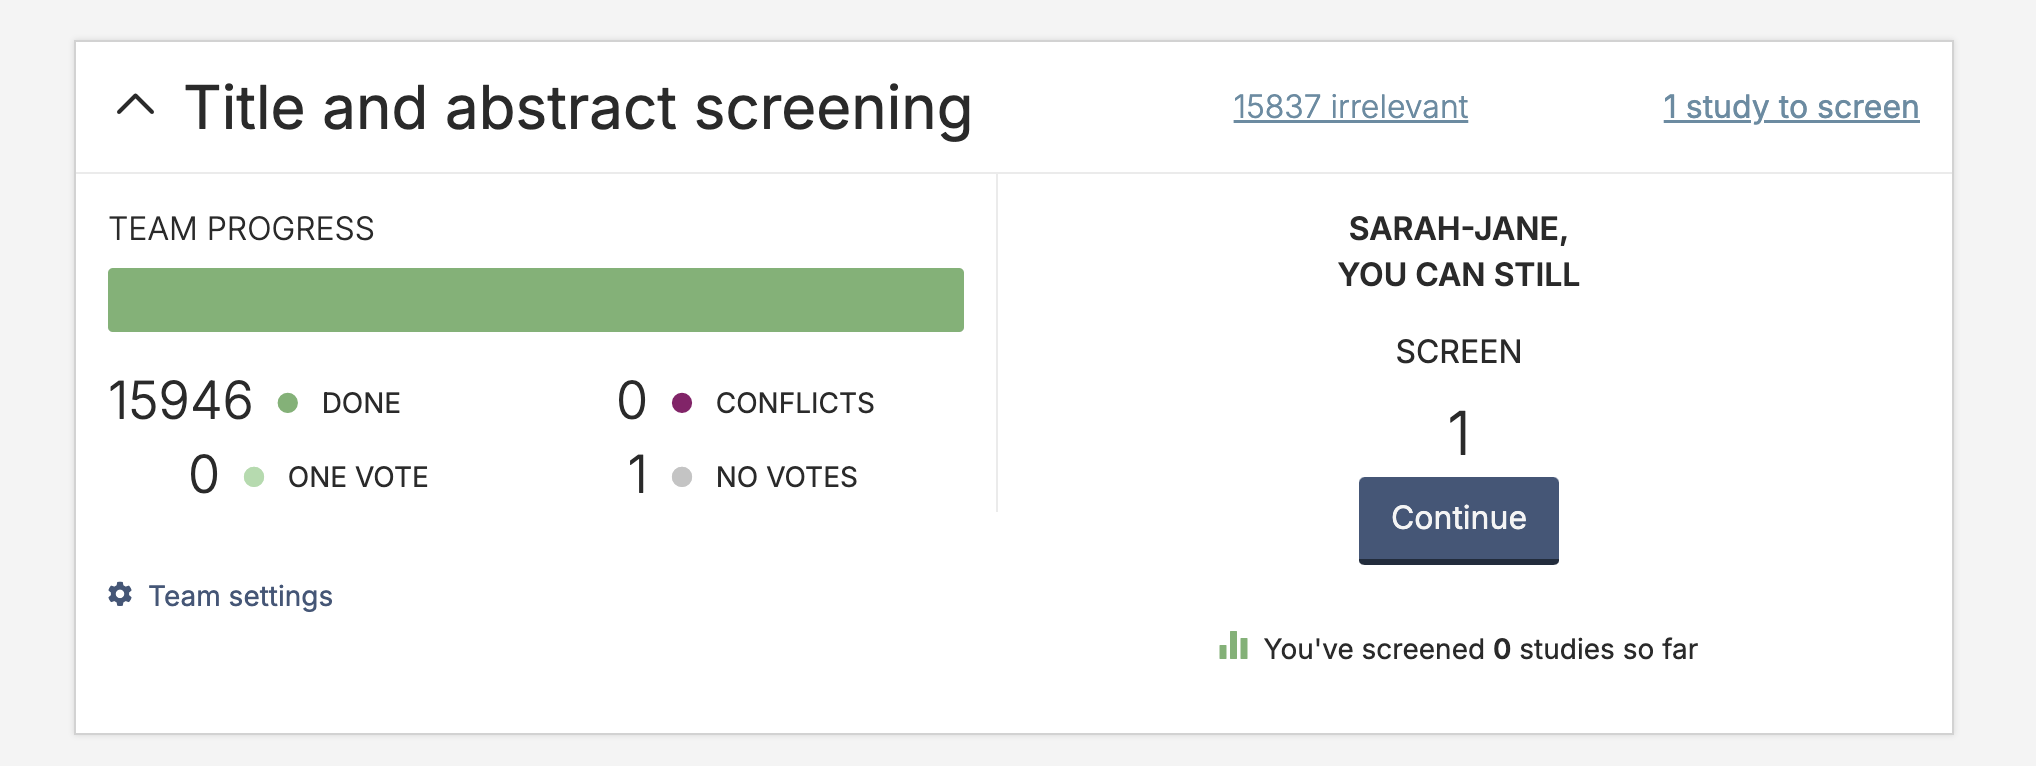 Title and abstract screening
15837 irrelevant
1 study to screen
TEAM PROGRESS
15946 DONE
0 CONFLICTS
0 ONE VOTE
1 NO VOTES
Team settings
SARAH-JANE,
YOU CAN STILL
SCREEN
1
Continue
You've screened 0 studies so far